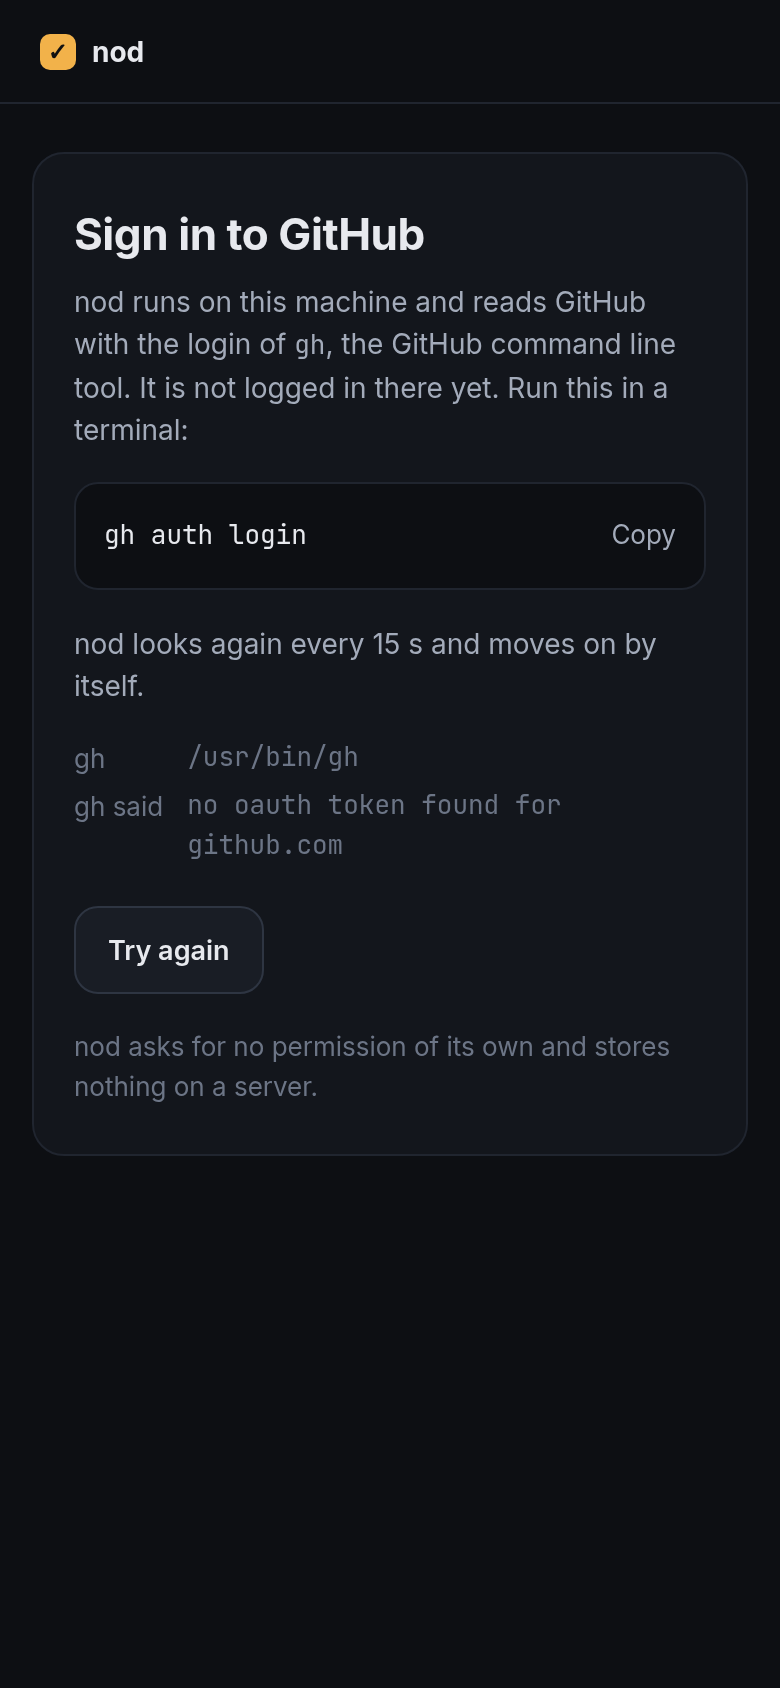 ✓ nod
Sign in to GitHub
nod runs on this machine and reads GitHub
with the login of gh, the GitHub command line
tool. It is not logged in there yet. Run this in a
terminal:
gh auth login Copy
nod looks again every 15 s and moves on by
itself.
gh /usr/bin/gh
gh said no oauth token found for
github.com
Try again
nod asks for no permission of its own and stores
nothing on a server.